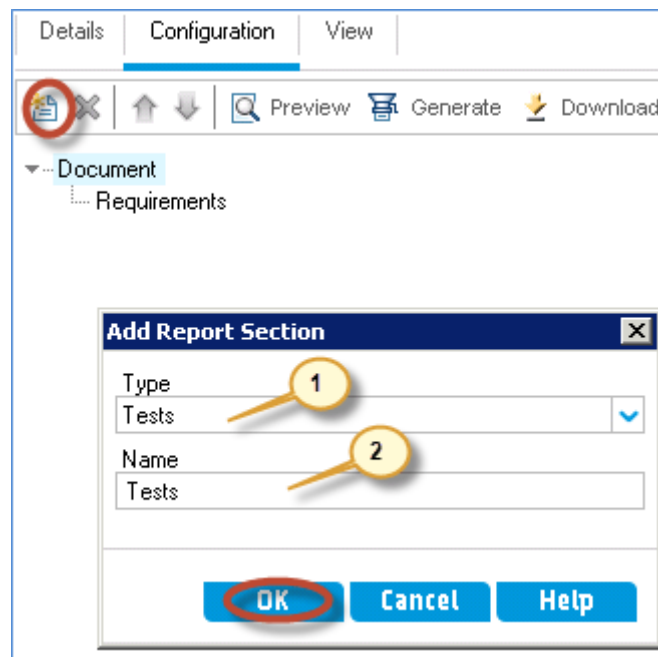 Details Configuration View
Preview Generate Download
Document
Requirements
Add Report Section
Type
1
Tests
Name
2
Tests
OK Cancel Help